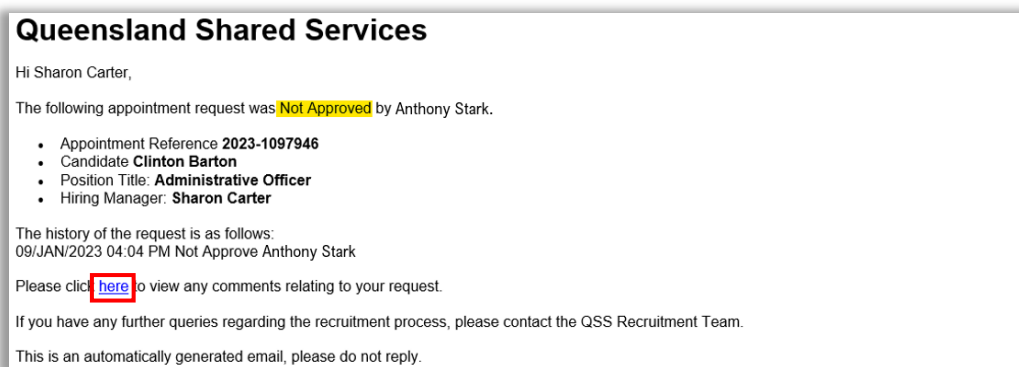 Queensland Shared Services
Hi Sharon Carter,
The following appointment request was Not Approved by Anthony Stark.
• Appointment Reference 2023-1097946
• Candidate Clinton Barton
• Position Title: Administrative Officer
• Hiring Manager: Sharon Carter
The history of the request is as follows:
09/JAN/2023 04:04 PM Not Approve Anthony Stark
Please click here to view any comments relating to your request.
If you have any further queries regarding the recruitment process, please contact the QSS Recruitment Team.
This is an automatically generated email, please do not reply.